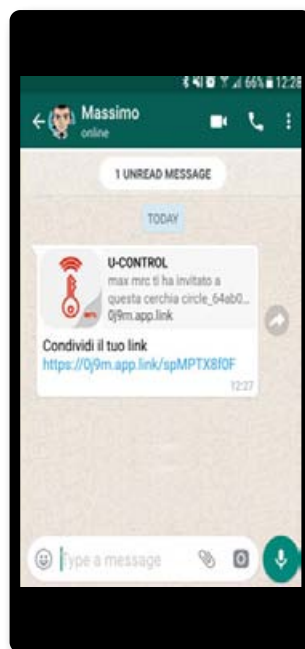 66% 12:28
Massimo
online
1 UNREAD MESSAGE
TODAY
U-CONTROL
max mrc ti ha invitato a
questa cerchia circle_64ab0...
0j9m.app.link
Condividi il tuo link
https://0j9m.app.link/spMPTX8f0F
12:27
Type a message